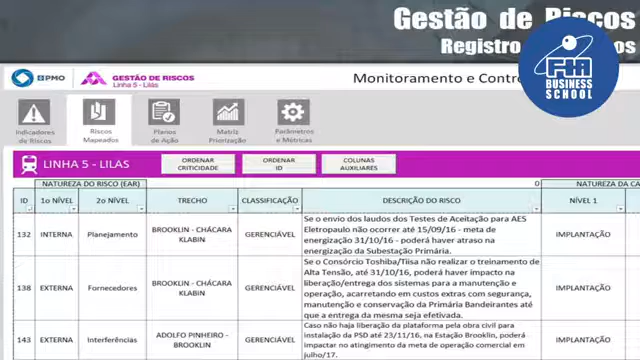 Gestão de Riscos
Registro
FIA
BUSINESS
SCHOOL
PMO
GESTÃO DE RISCOS
Linha 5 - Lilás
Monitoramento e Contro
Indicadores
de Riscos
Riscos
Mapeados
Planos
de Ação
Matriz
Priorização
Parâmetros
e Métricas
LINHA 5 - LILAS
ORDENAR
CRITICIDADE
ORDENAR
ID
COLUNAS
AUXILIARES
NATUREZA DO RISCO (EAR)
0
NATUREZA DA CA
ID
1o NÍVEL
2o NÍVEL
TRECHO
CLASSIFICAÇÃO
DESCRIÇÃO DO RISCO
NÍVEL 1
132
INTERNA
Planejamento
BROOKLIN - CHÁCARA
KLABIN
GERENCIÁVEL
Se o envio dos laudos dos Testes de Aceitação para AES
Eletropaulo não ocorrer até 15/09/16 - meta de
energização 31/10/16 - poderá haver atraso na
energização da Subestação Primária.
IMPLANTAÇÃO
138
EXTERNA
Fornecedores
BROOKLIN - CHÁCARA
KLABIN
GERENCIÁVEL
Se o Consórcio Toshiba/Tiisa não realizar o treinamento de
Alta Tensão, até 31/10/16, poderá haver impacto na
liberação/entrega dos sistemas para a manutenção e
operação, acarretando em custos extras com segurança,
manutenção e conservação da Primária Bandeirantes até
que a entrega da mesma seja efetivada.
IMPLANTAÇÃO
143
EXTERNA
Interferências
ADOLFO PINHEIRO -
BROOKLIN
GERENCIÁVEL
Caso não haja liberação da plataforma pela obra civil para
instalação da PSD até 23/11/16, na Estação Brooklin, poderá
impactar no atingimento da meta de operação comercial em
julho/17.
IMPLANTAÇÃO